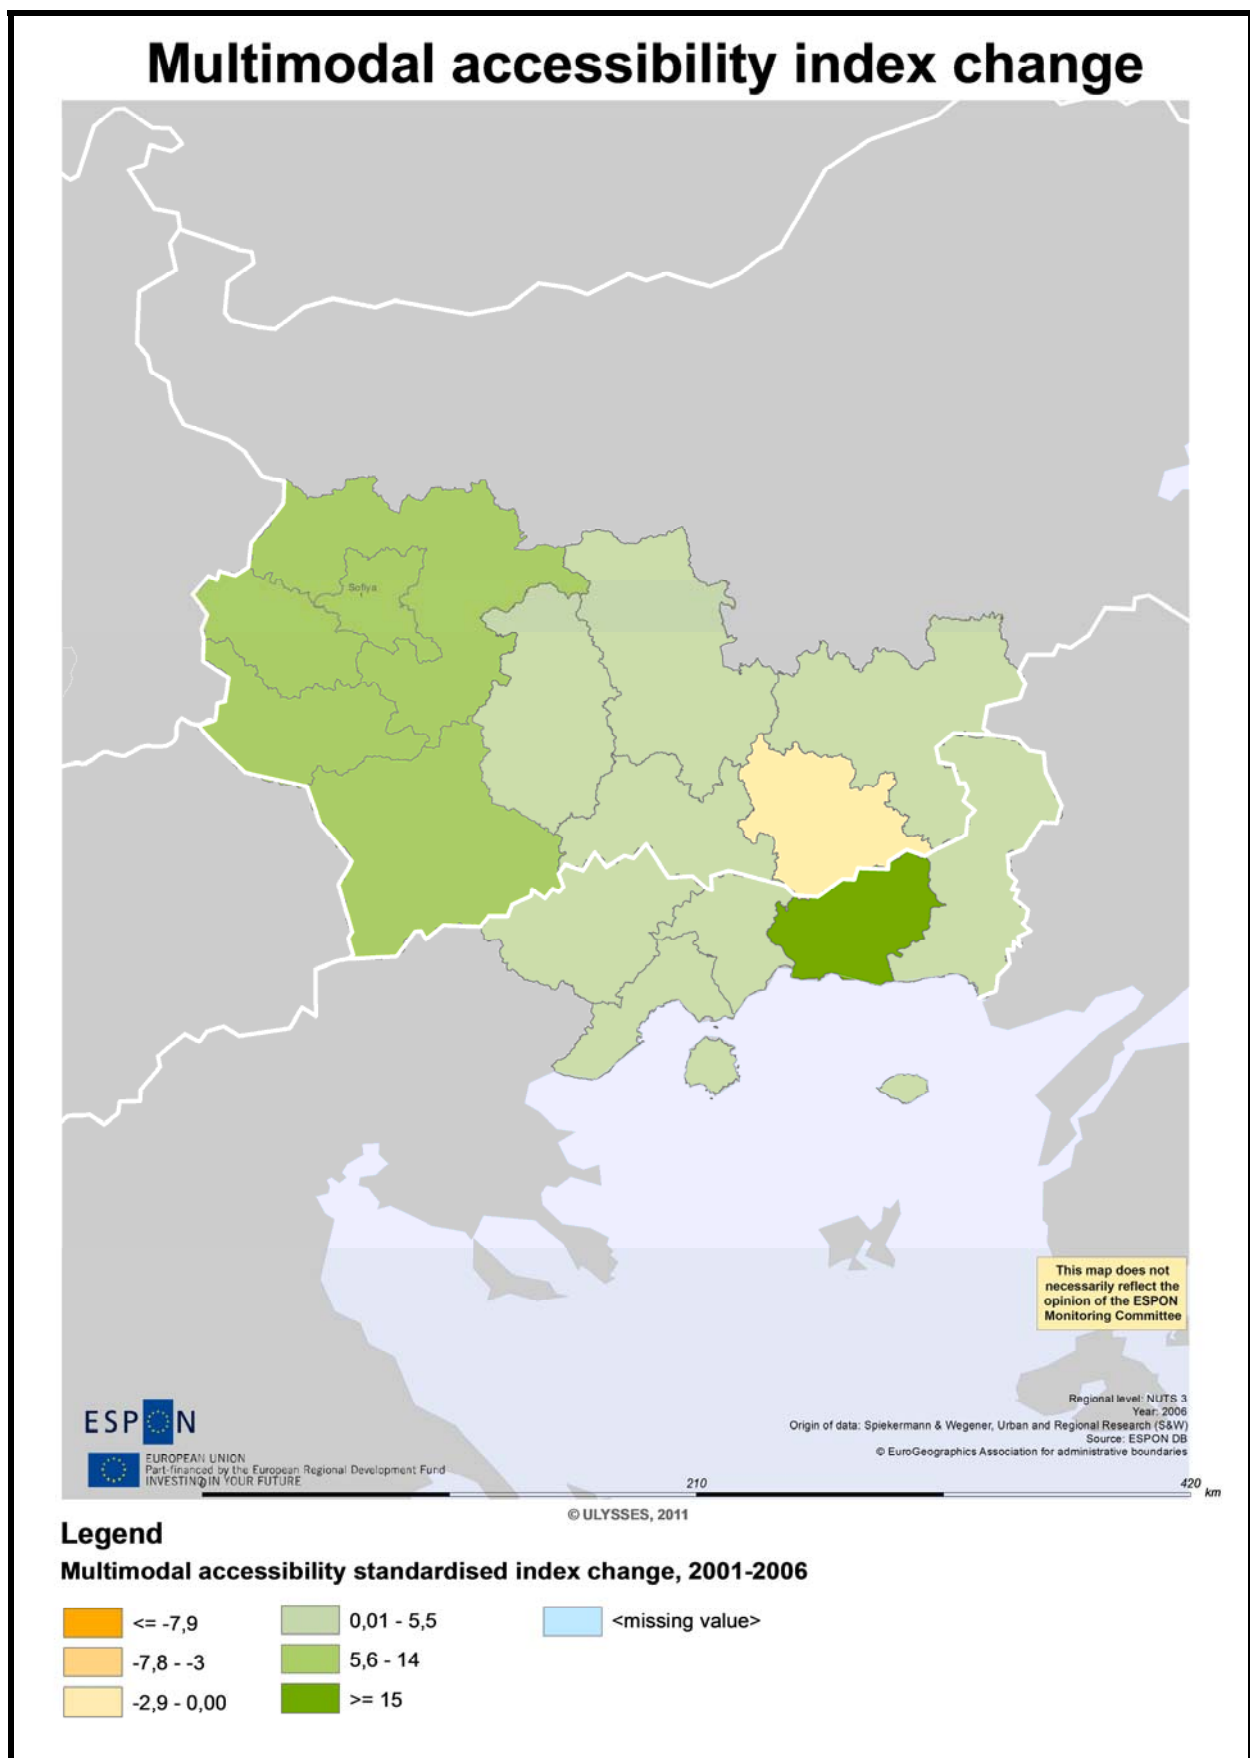 Multimodal accessibility index change
Sofiya
This map does not
necessarily reflect the
opinion of the ESPON
Monitoring Committee
Regional level: NUTS 3
Year: 2006
Origin of data: Spiekermann & Wegener, Urban and Regional Research (S&W)
Source: ESPON DB
© EuroGeographics Association for administrative boundaries
ESPON
EUROPEAN UNION
Part-financed by the European Regional Development Fund
INVESTING IN YOUR FUTURE
0 210 420 km
© ULYSSES, 2011
Legend
Multimodal accessibility standardised index change, 2001-2006
<= -7,9
-7,8 - -3
-2,9 - 0,00
0,01 - 5,5
5,6 - 14
>= 15
<missing value>